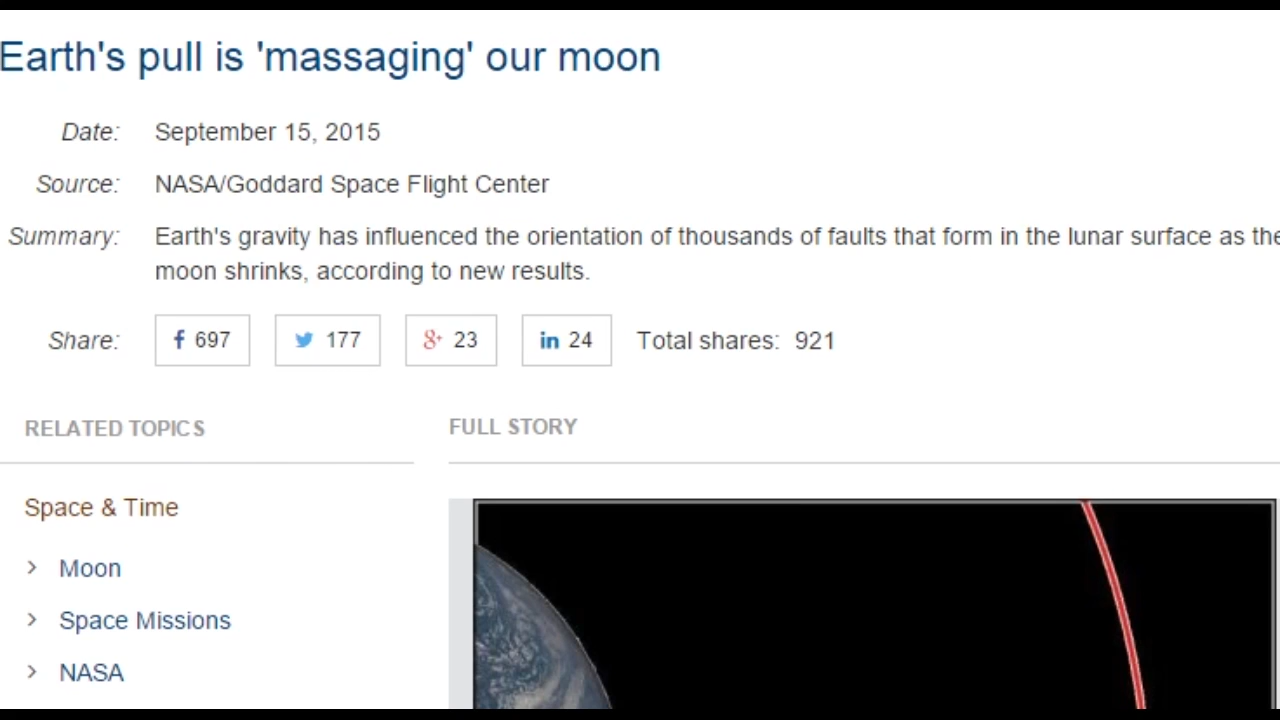 Earth's pull is 'massaging' our moon
Date: September 15, 2015
Source: NASA/Goddard Space Flight Center
Summary: Earth's gravity has influenced the orientation of thousands of faults that form in the lunar surface as the
moon shrinks, according to new results.
Share: f 697 177 8+ 23 in 24 Total shares: 921
RELATED TOPICS
FULL STORY
Space & Time
Moon
Space Missions
NASA